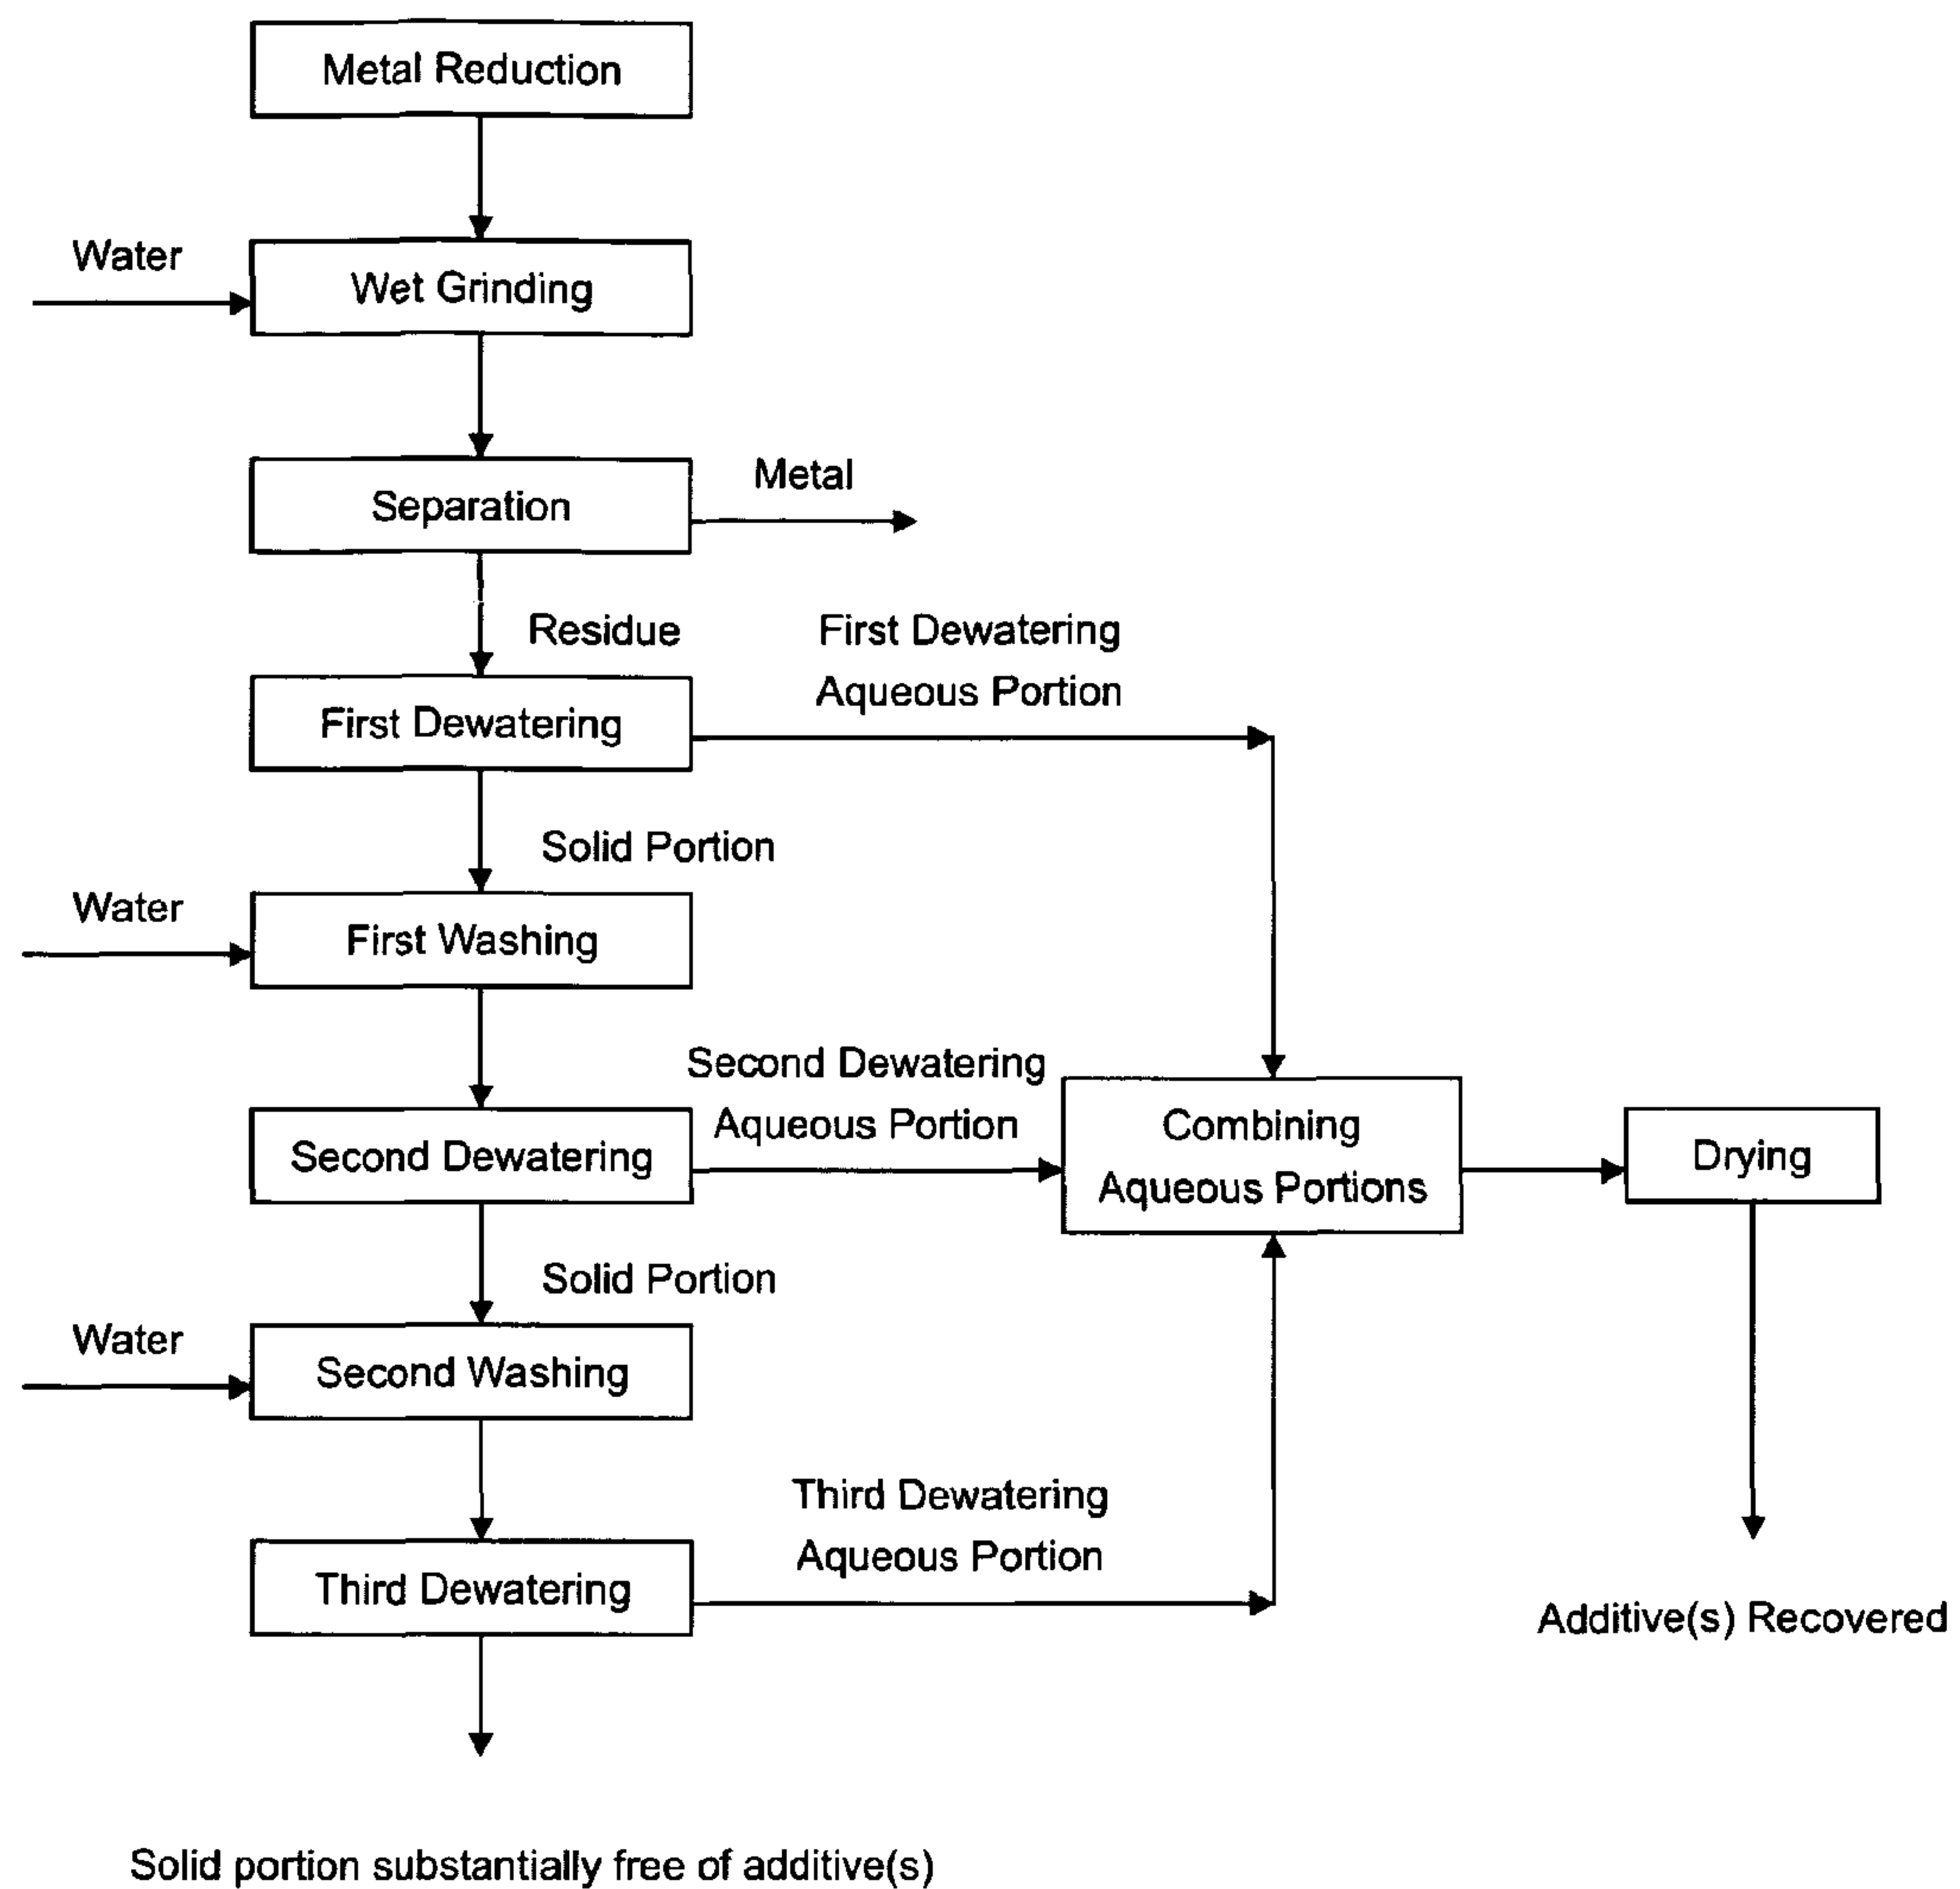 Metal Reduction
Water
Wet Grinding
Metal
Separation
Residue
First Dewatering
Aqueous Portion
First Dewatering
Solid Portion
Water
First Washing
Second Dewatering
Aqueous Portion
Second Dewatering
Combining
Aqueous Portions
Drying
Solid Portion
Water
Second Washing
Third Dewatering
Aqueous Portion
Third Dewatering
Additive(s) Recovered
Solid portion substantially free of additive(s)